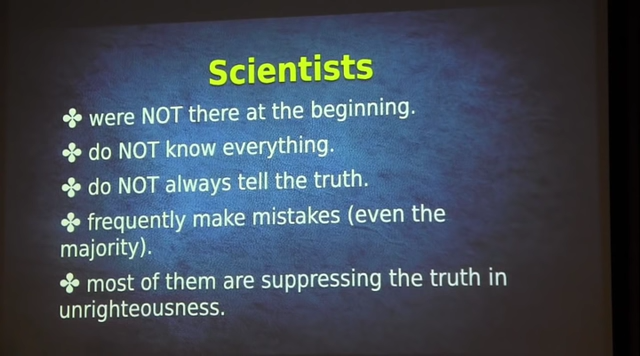 Scientists
✤ were NOT there at the beginning.
✤ do NOT know everything.
✤ do NOT always tell the truth.
✤ frequently make mistakes (even the
majority).
✤ most of them are suppressing the truth in
unrighteousness.